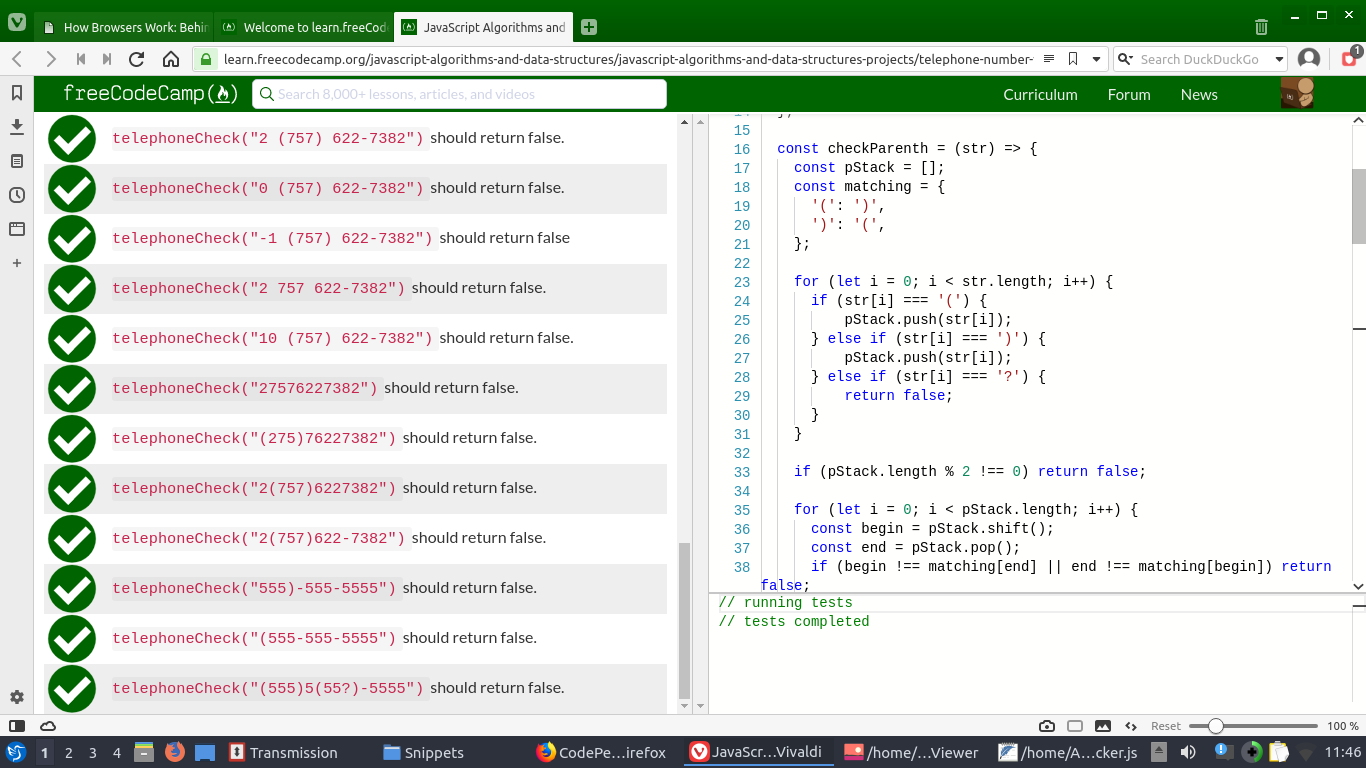 How Browsers Work: Behin
Welcome to learn.freeCode
JavaScript Algorithms and
learn.freecodecamp.org/javascript-algorithms-and-data-structures/javascript-algorithms-and-data-structures-projects/telephone-number-
Search DuckDuckGo
1
freeCodeCamp
Search 8,000+ lessons, articles, and videos
Curriculum
Forum
News
telephoneCheck("2 (757) 622-7382") should return false.
telephoneCheck("0 (757) 622-7382") should return false.
telephoneCheck("-1 (757) 622-7382") should return false
telephoneCheck("2 757 622-7382") should return false.
telephoneCheck("10 (757) 622-7382") should return false.
telephoneCheck("27576227382") should return false.
telephoneCheck("(275)76227382") should return false.
telephoneCheck("2(757)6227382") should return false.
telephoneCheck("2(757)622-7382") should return false.
telephoneCheck("555)-555-5555") should return false.
telephoneCheck("(555-555-5555") should return false.
telephoneCheck("(555)5(55?)-5555") should return false.
15
16 const checkParenth = (str) => {
17 const pStack = [];
18 const matching = {
19 '(': ')',
20 ')': '(',
21 };
22
23 for (let i = 0; i < str.length; i++) {
24 if (str[i] === '(') {
25 pStack.push(str[i]);
26 } else if (str[i] === ')') {
27 pStack.push(str[i]);
28 } else if (str[i] === '?') {
29 return false;
30 }
31 }
32
33 if (pStack.length % 2 !== 0) return false;
34
35 for (let i = 0; i < pStack.length; i++) {
36 const begin = pStack.shift();
37 const end = pStack.pop();
38 if (begin !== matching[end] || end !== matching[begin]) return
false;
// running tests
// tests completed
Reset 100 %
1 2 3 4 Transmission Snippets CodePe...irefox JavaScr...Vivaldi /home/...Viewer /home/A...cker.js 11:46